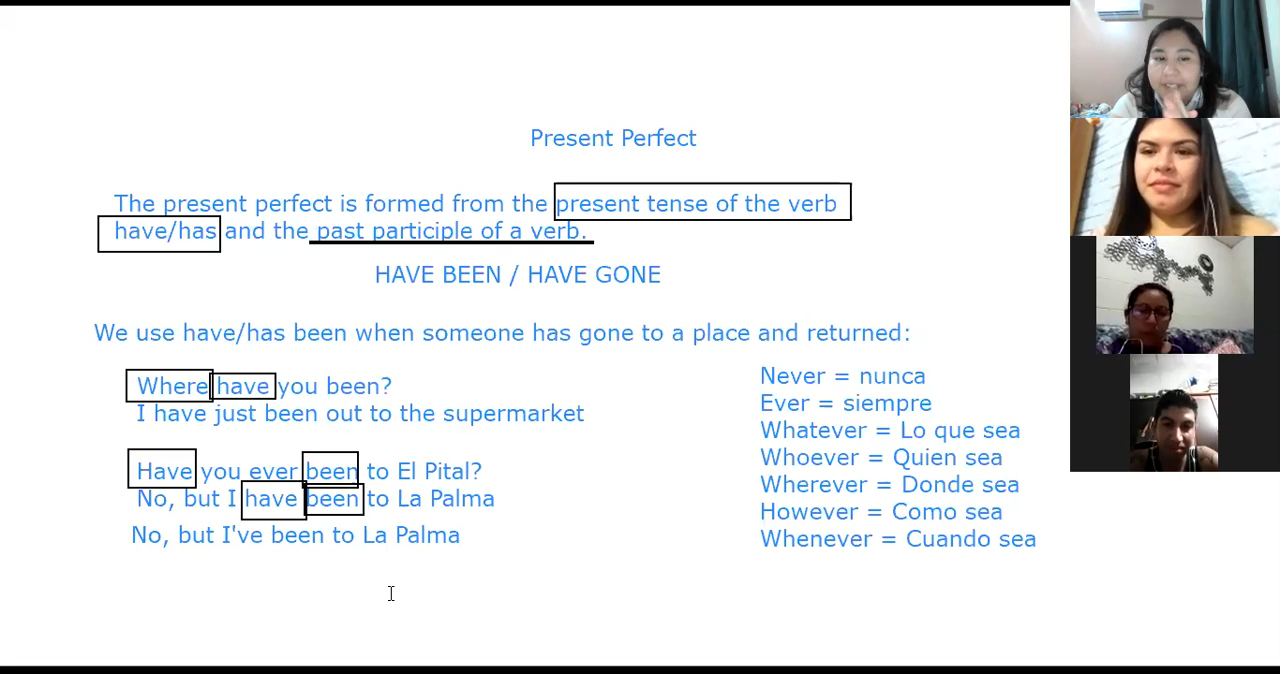 Present Perfect
The present perfect is formed from the present tense of the verb
have/has and the past participle of a verb.
HAVE BEEN / HAVE GONE
We use have/has been when someone has gone to a place and returned:
Where have you been?
I have just been out to the supermarket
Have you ever been to El Pital?
No, but I have been to La Palma
No, but I've been to La Palma
Never = nunca
Ever = siempre
Whatever = Lo que sea
Whoever = Quien sea
Wherever = Donde sea
However = Como sea
Whenever = Cuando sea